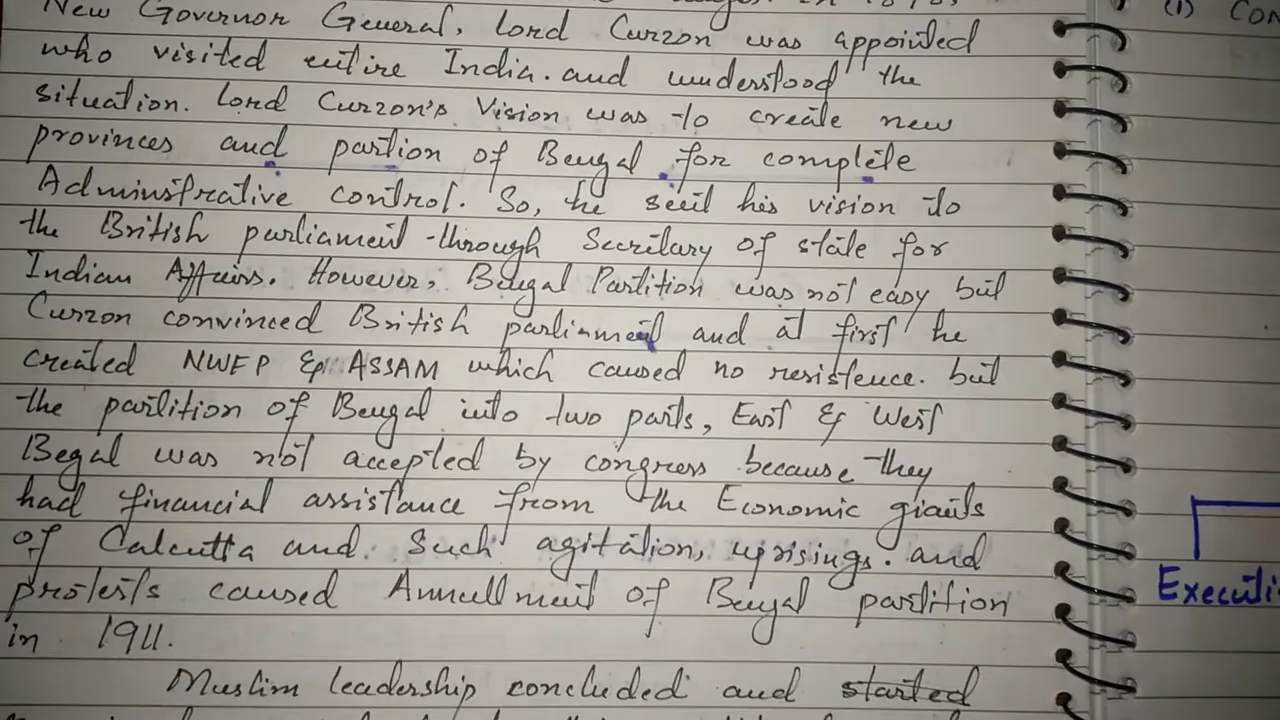 New Governor General, lord Curzon was appointed
who visited entire India. and understood the
situation. lord Curzon's Vision was to create new
provinces and partion of Bengal for complete
Adminstrative control. So, he sent his vision to
the British parliament through Secretary of state for
Indian Affairs. However, Bengal Partition was not easy but
Curzon convinced British parliament and at first he
created NWFP & ASSAM which caused no resistence. but
the partition of Bengal into two parts, East & West
Begal was not accepted by congress because they
had financial assistance from the Economic giants
of Calcutta and. Such agitation, uprisings. and
protests caused Annullment of Bengal partition
in 1911.
Muslim leadership concluded and started
(1) CON
Executi